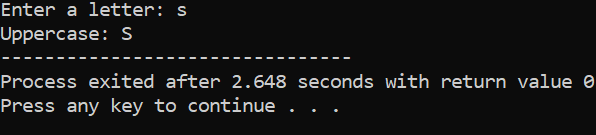 Enter a letter: s
Uppercase: S
--------------------------------
Process exited after 2.648 seconds with return value 0
Press any key to continue . . .